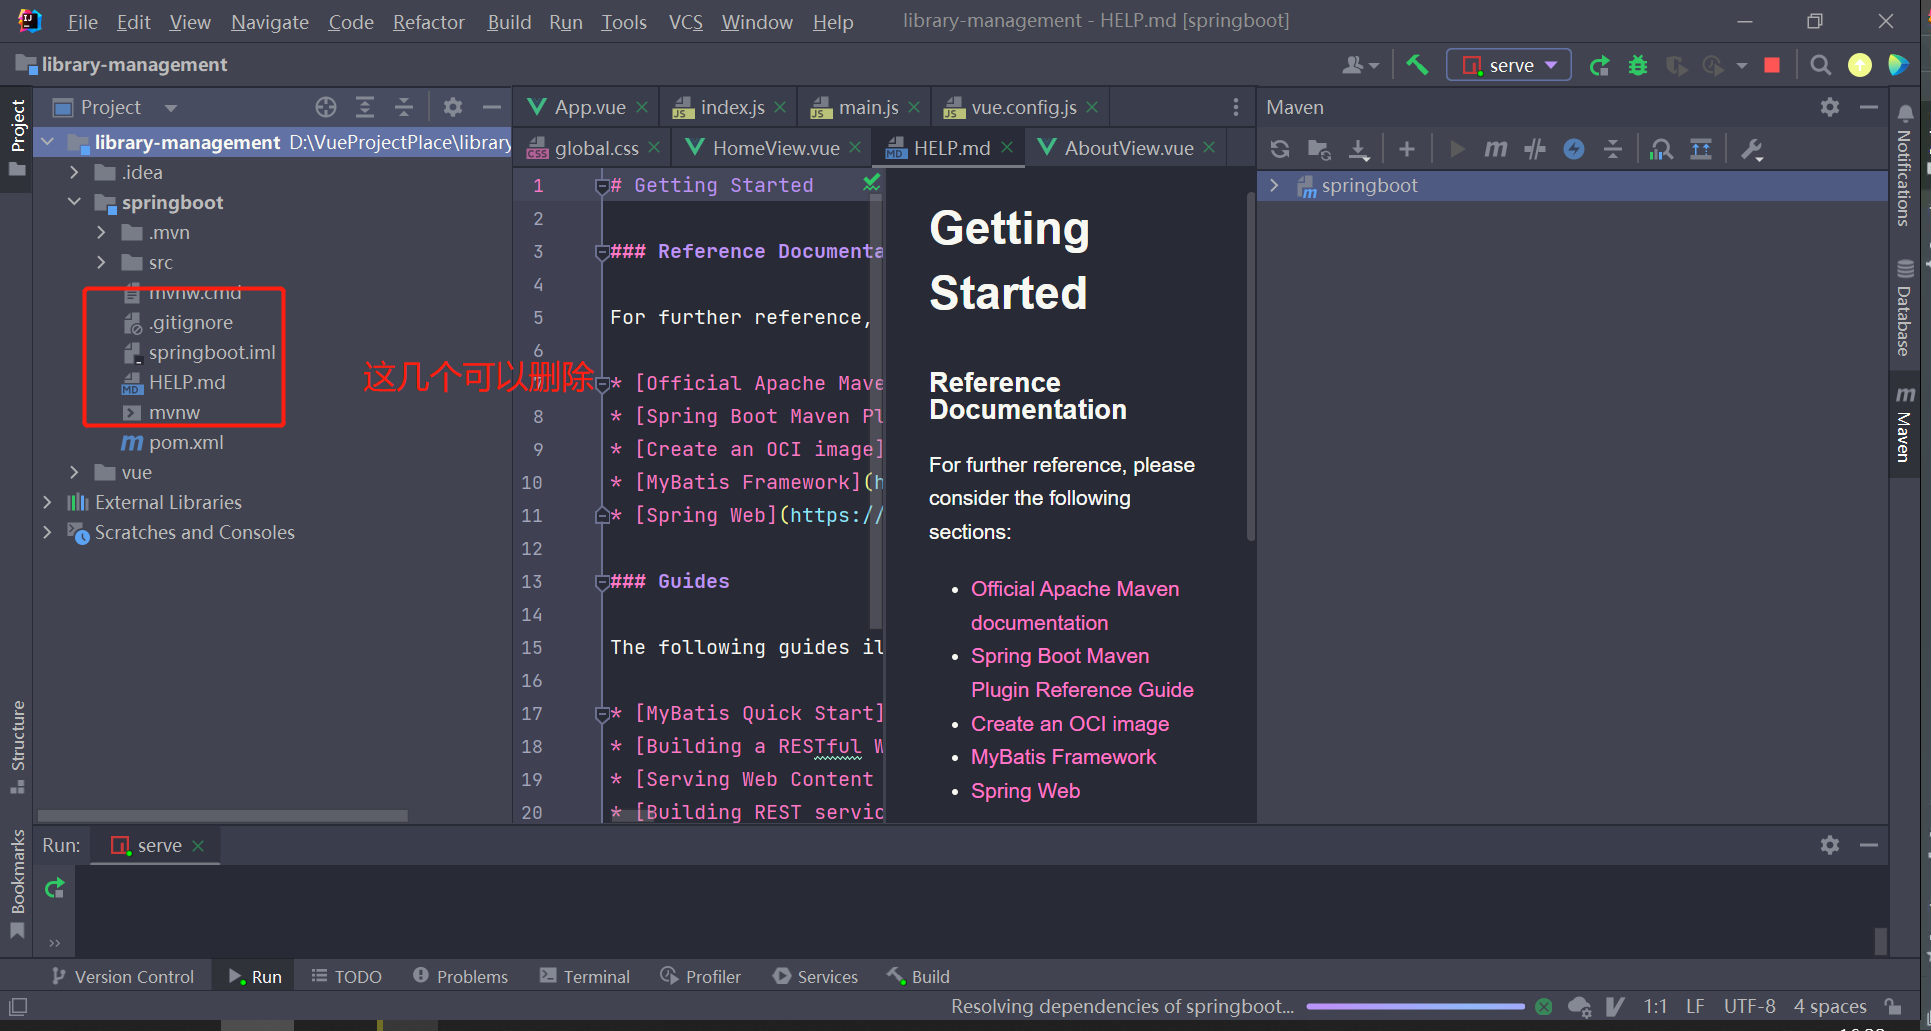 File Edit View Navigate Code Refactor Build Run Tools VCS Window Help library-management - HELP.md [springboot]
library-management
serve
Project
App.vue index.js main.js vue.config.js
Maven
library-management D:\VueProjectPlace\library
global.css HomeView.vue HELP.md AboutView.vue
.idea
springboot
.mvn
src
mvnw.cmd
.gitignore
springboot.iml
HELP.md
mvnw
pom.xml
vue
External Libraries
Scratches and Consoles
这几个可以删除
1 # Getting Started
2
3 ### Reference Documenta
4
5 For further reference,
6
7 * [Official Apache Mave
8 * [Spring Boot Maven Pl
9 * [Create an OCI image]
10 * [MyBatis Framework](h
11 * [Spring Web](https://
12
13 ### Guides
14
15 The following guides il
16
17 * [MyBatis Quick Start]
18 * [Building a RESTful W
19 * [Serving Web Content
20 * [Building REST servic
Getting
Started
Reference
Documentation
For further reference, please
consider the following
sections:
• Official Apache Maven
documentation
• Spring Boot Maven
Plugin Reference Guide
• Create an OCI image
• MyBatis Framework
• Spring Web
springboot
Project
Structure
Bookmarks
Notifications
Database
Maven
Run: serve
Version Control Run TODO Problems Terminal Profiler Services Build
Resolving dependencies of springboot... 1:1 LF UTF-8 4 spaces